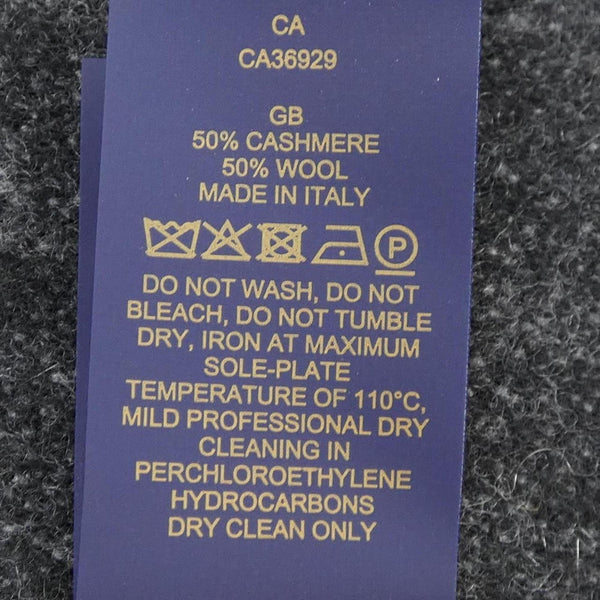 CA
CA36929
GB
50% CASHMERE
50% WOOL
MADE IN ITALY
P
DO NOT WASH, DO NOT
BLEACH, DO NOT TUMBLE
DRY, IRON AT MAXIMUM
SOLE-PLATE
TEMPERATURE OF 110°C,
MILD PROFESSIONAL DRY
CLEANING IN
PERCHLOROETHYLENE
HYDROCARBONS
DRY CLEAN ONLY